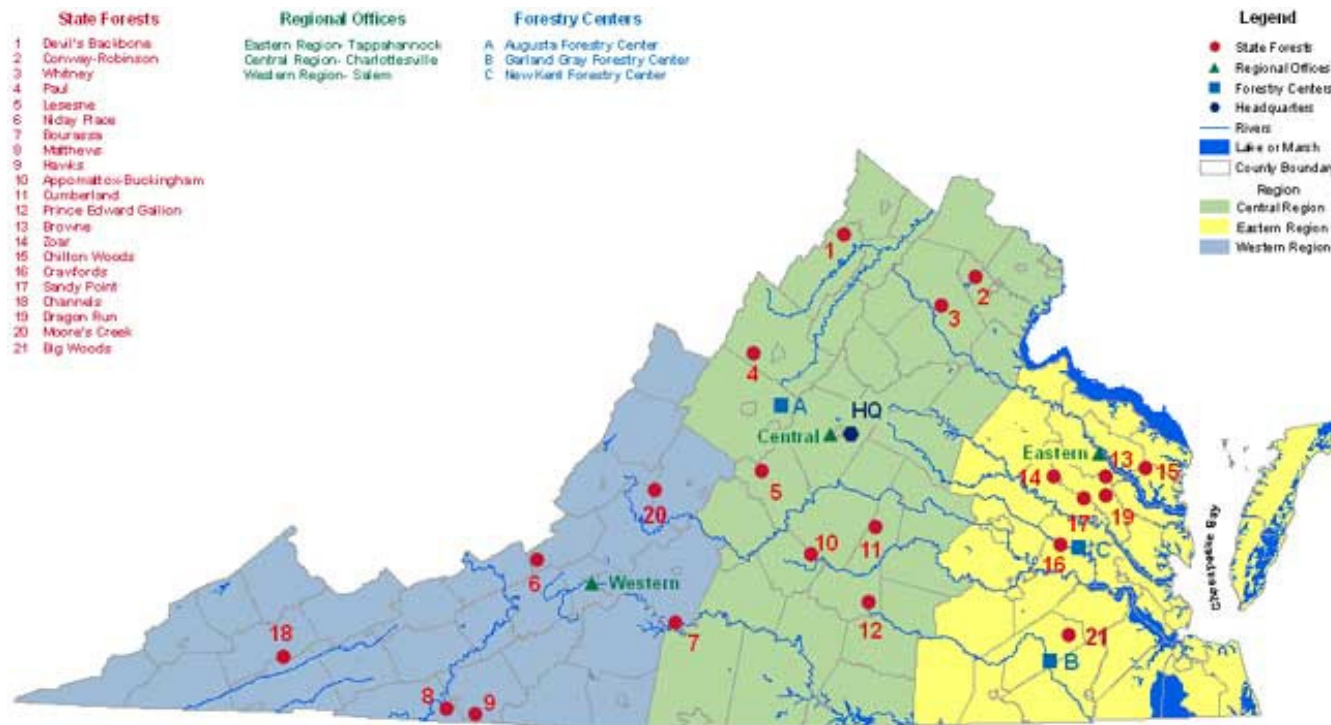 State Forests
1 Devil's Backbone
2 Conway-Robinson
3 Whitney
4 Paul
5 Lesesne
6 Niday Place
7 Bourassa
8 Matthews
9 Hawks
10 Appomattox-Buckingham
11 Cumberland
12 Prince Edward Gallion
13 Browne
14 Zoar
15 Chilton Woods
16 Crawfords
17 Sandy Point
18 Channels
19 Dragon Run
20 Moore's Creek
21 Big Woods
Regional Offices
Eastern Region- Tappahannock
Central Region- Charlottesville
Western Region- Salem
Forestry Centers
A Augusta Forestry Center
B Garland Gray Forestry Center
C New Kent Forestry Center
Legend
State Forests
Regional Offices
Forestry Centers
Headquarters
Rivers
Lake or Marsh
County Boundary
Region
Central Region
Eastern Region
Western Region
1
2
3
4
A
HQ
Central
Eastern
13
15
14
5
20
17
19
10
11
16
C
6
Western
7
12
18
21
B
8
9
Chesapeake Bay